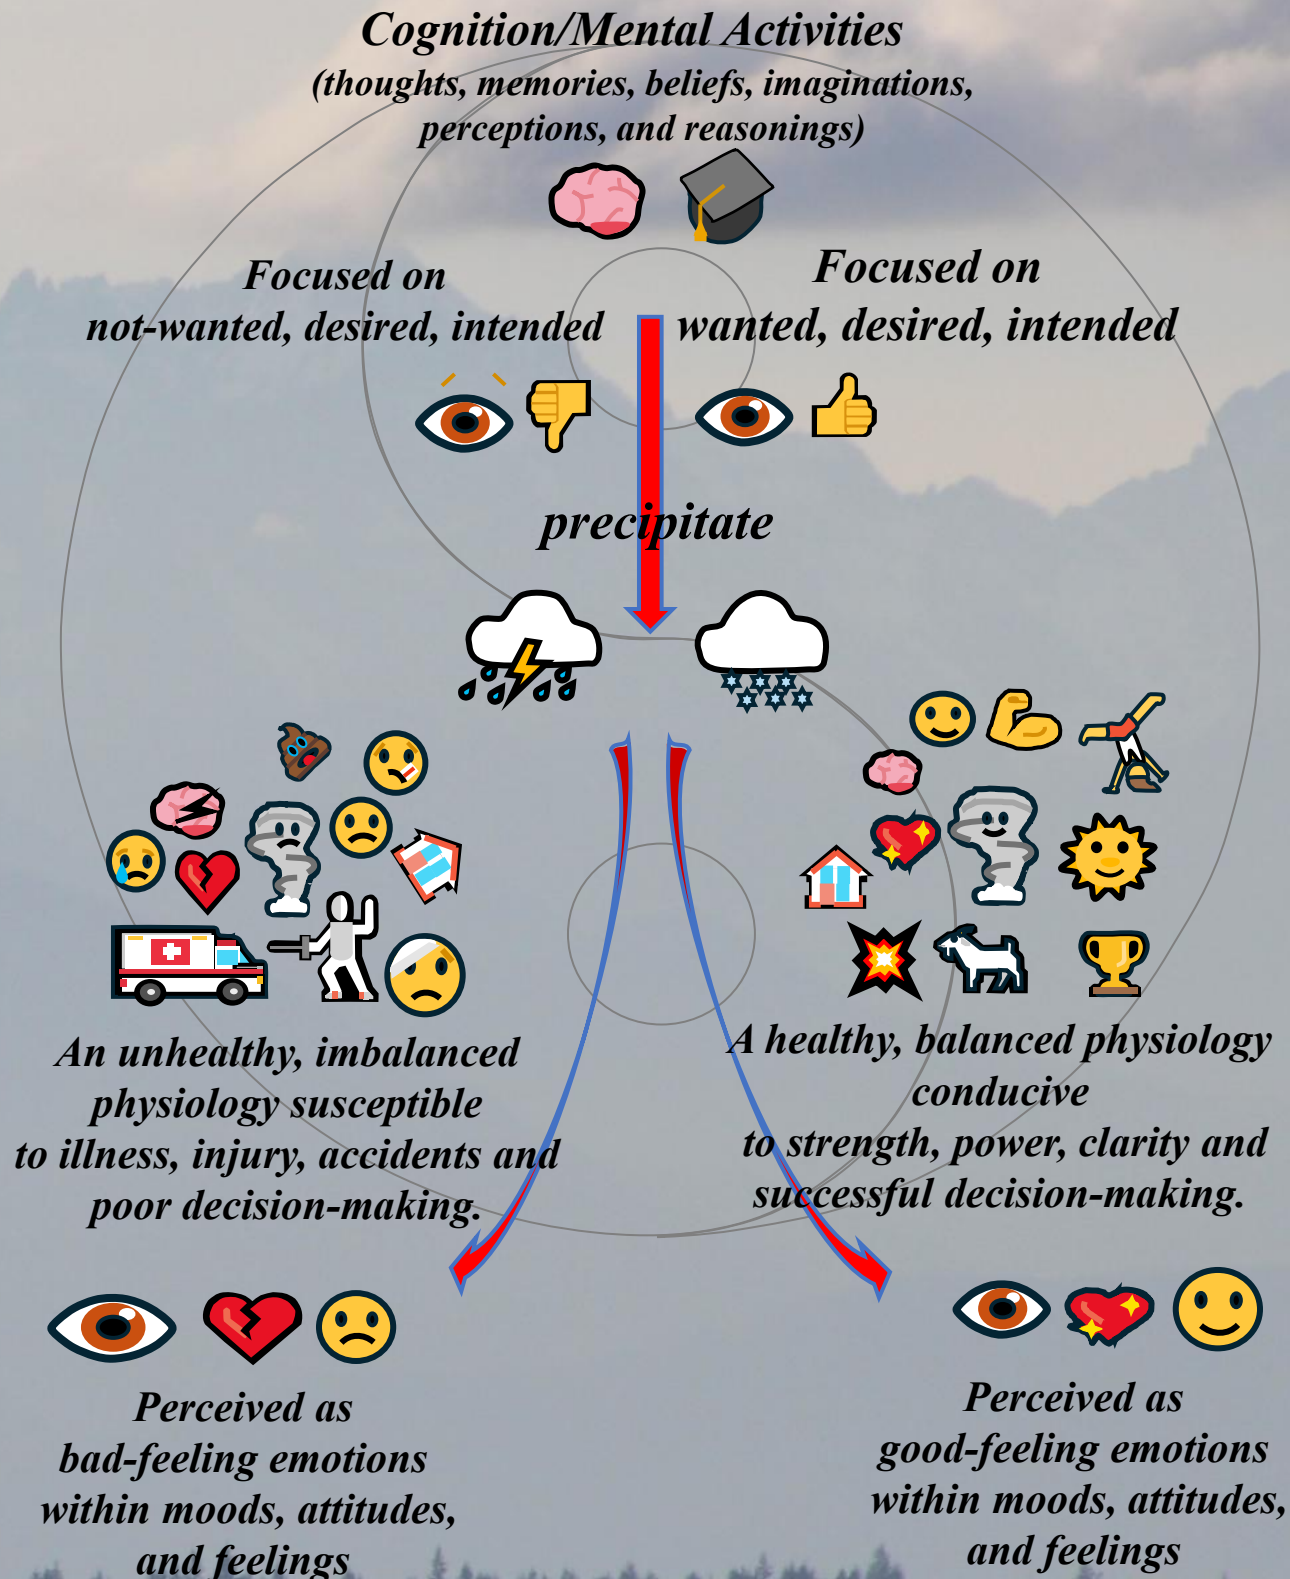 Cognition/Mental Activities
(thoughts, memories, beliefs, imaginations,
perceptions, and reasonings)
Focused on
not-wanted, desired, intended
Focused on
wanted, desired, intended
precipitate
An unhealthy, imbalanced
physiology susceptible
to illness, injury, accidents and
poor decision-making.
A healthy, balanced physiology
conducive
to strength, power, clarity and
successful decision-making.
Perceived as
bad-feeling emotions
within moods, attitudes,
and feelings
Perceived as
good-feeling emotions
within moods, attitudes,
and feelings